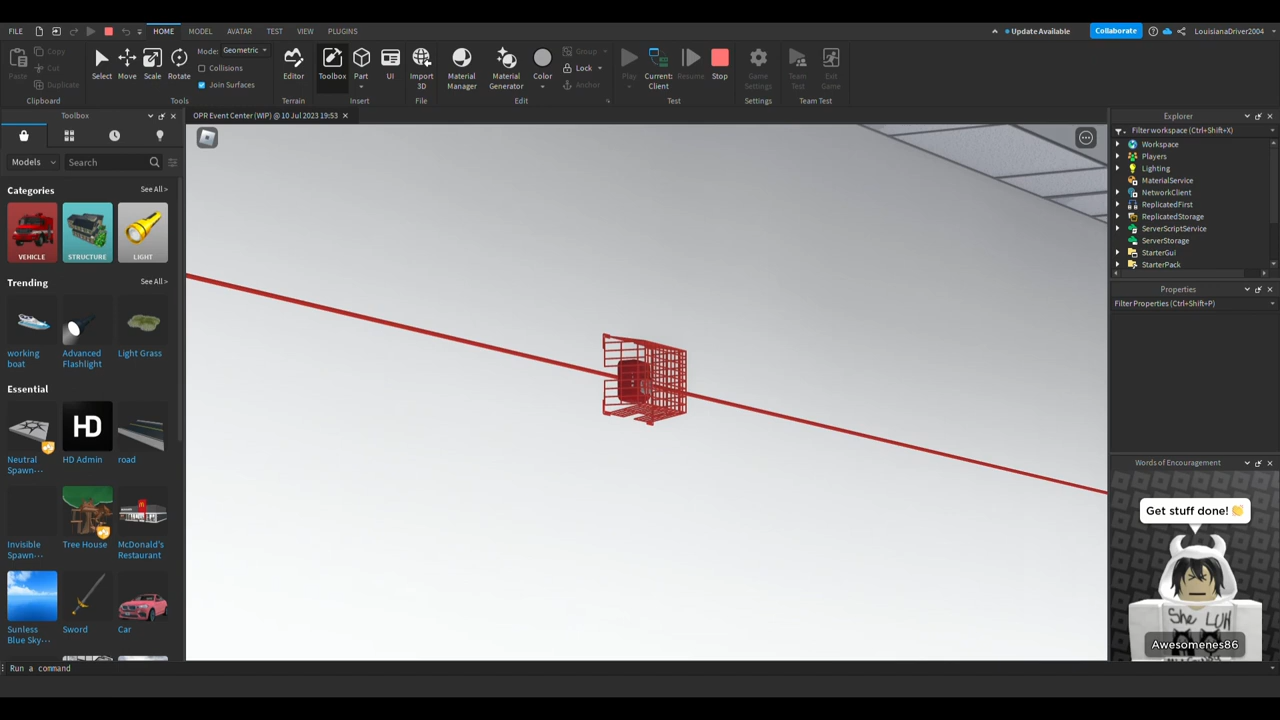 FILE
HOME MODEL AVATAR TEST VIEW PLUGINS
Update Available
Collaborate
LouisianaDriver2004
Paste
Copy
Cut
Duplicate
Clipboard
Select
Move
Scale
Rotate
Mode: Geometric
Collisions
Join Surfaces
Tools
Editor
Terrain
Toolbox
Part
UI
Insert
Import
3D
File
Material
Manager
Material
Generator
Color
Group
Lock
Anchor
Edit
Play
Current:
Client
Resume
Stop
Test
Game
Settings
Settings
Team
Test
Exit
Game
Team Test
Toolbox
OPR Event Center (WIP) @ 10 Jul 2023 19:53
Models
Search
Categories
See All >
VEHICLE
STRUCTURE
LIGHT
Trending
See All >
working
boat
Advanced
Flashlight
Light Grass
Essential
Neutral
Spawn...
HD
HD Admin
road
Invisible
Spawn...
Tree House
McDonald's
Restaurant
Sunless
Blue Sky...
Sword
Car
Run a command
Explorer
Filter workspace (Ctrl+Shift+X)
Workspace
Players
Lighting
MaterialService
NetworkClient
ReplicatedFirst
ReplicatedStorage
ServerScriptService
ServerStorage
StarterGui
StarterPack
Properties
Filter Properties (Ctrl+Shift+P)
Words of Encouragement
Get stuff done! 👏
She LUH
Awesomenes86